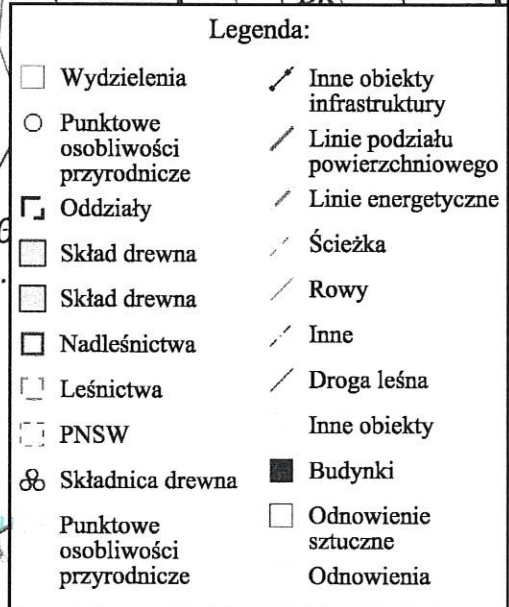 Legenda:
Wydzielenia
Punktowe
osobliwości
przyrodnicze
Oddziały
Skład drewna
Skład drewna
Nadleśnictwa
Leśnictwa
PNSW
Składnica drewna
Punktowe
osobliwości
przyrodnicze
Inne obiekty
infrastruktury
Linie podziału
powierzchniowego
Linie energetyczne
Ścieżka
Rowy
Inne
Droga leśna
Inne obiekty
Budynki
Odnowienie
sztuczne
Odnowienia